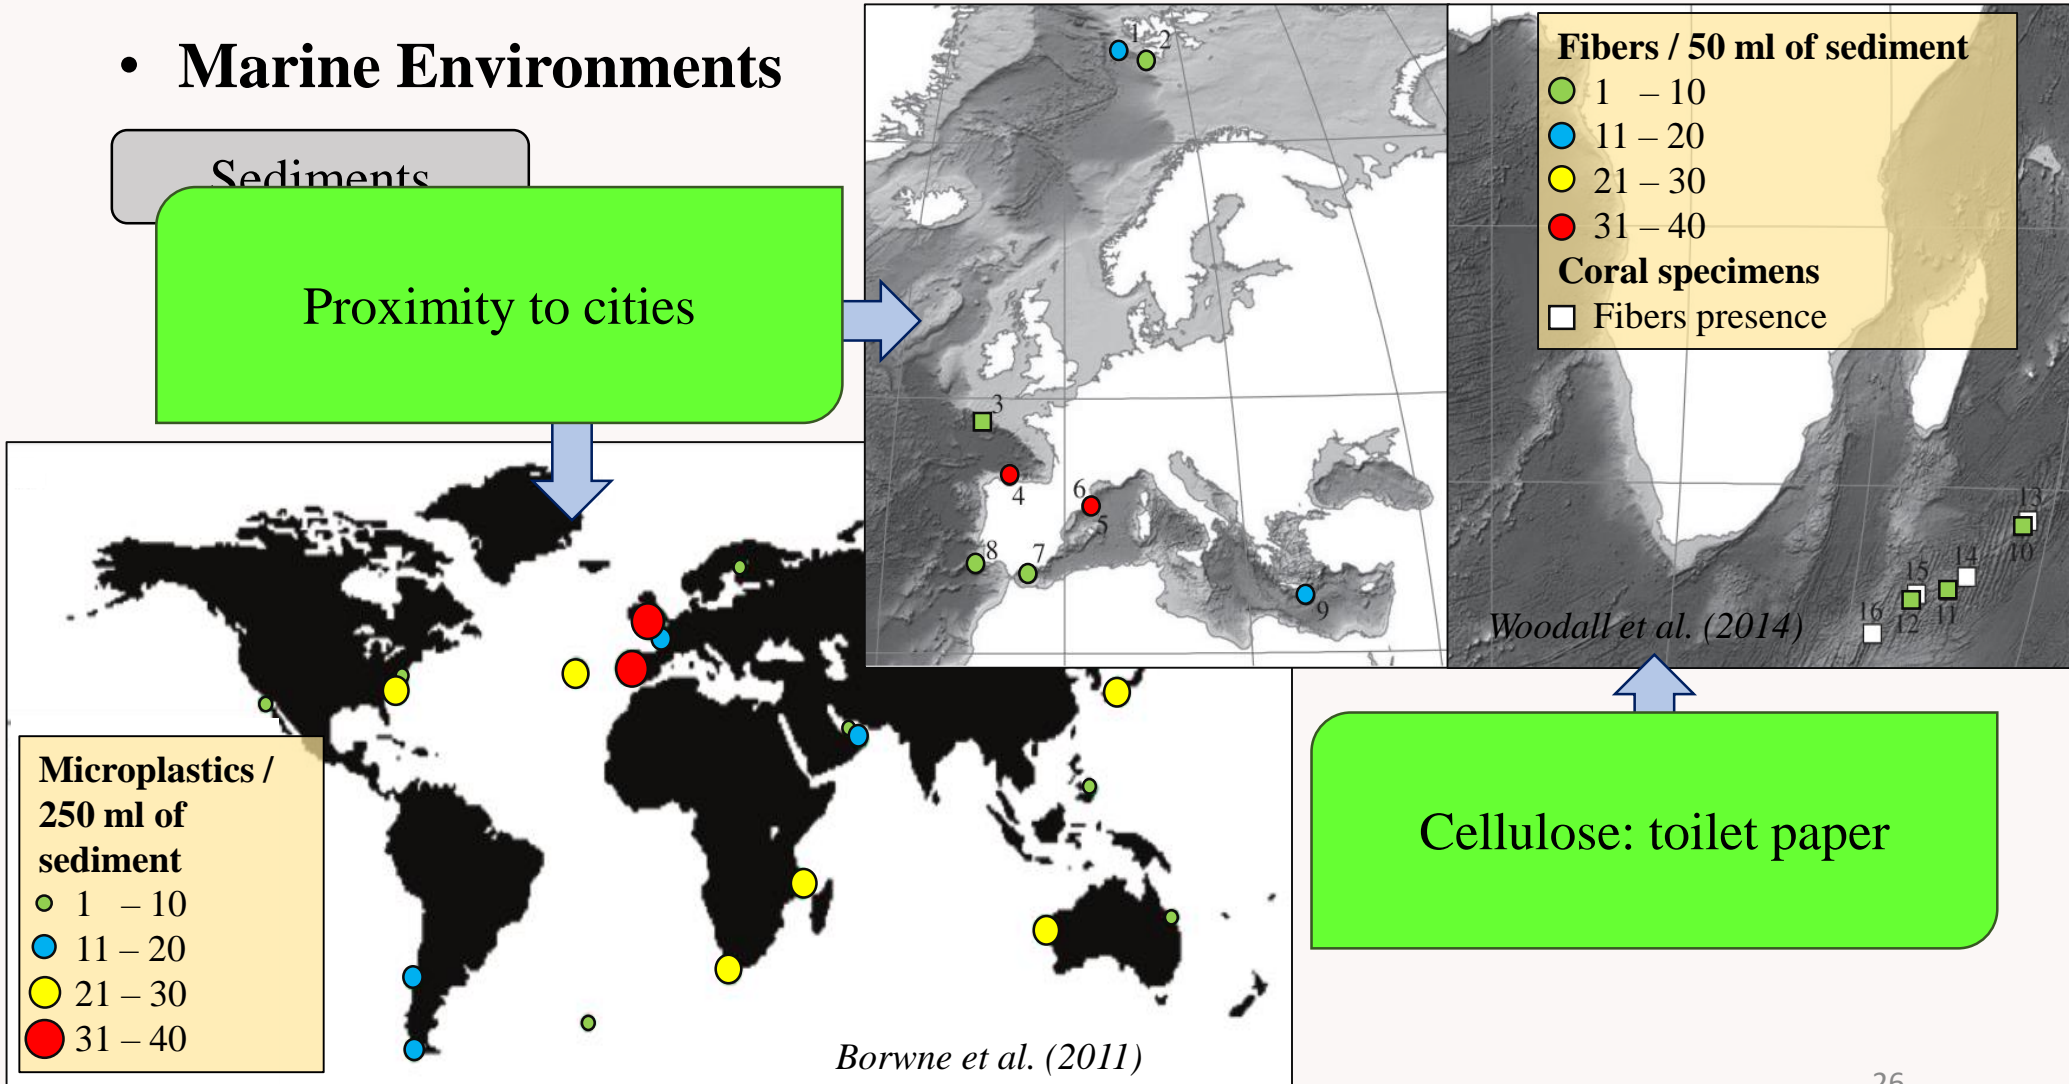 • Marine Environments
Sediments
Proximity to cities
1
2
3
4
6
5
8
7
9
Fibers / 50 ml of sediment
1 – 10
11 – 20
21 – 30
31 – 40
Coral specimens
Fibers presence
13
10
14
15
11
12
16
Woodall et al. (2014)
Microplastics /
250 ml of
sediment
1 – 10
11 – 20
21 – 30
31 – 40
Borwne et al. (2011)
Cellulose: toilet paper
26